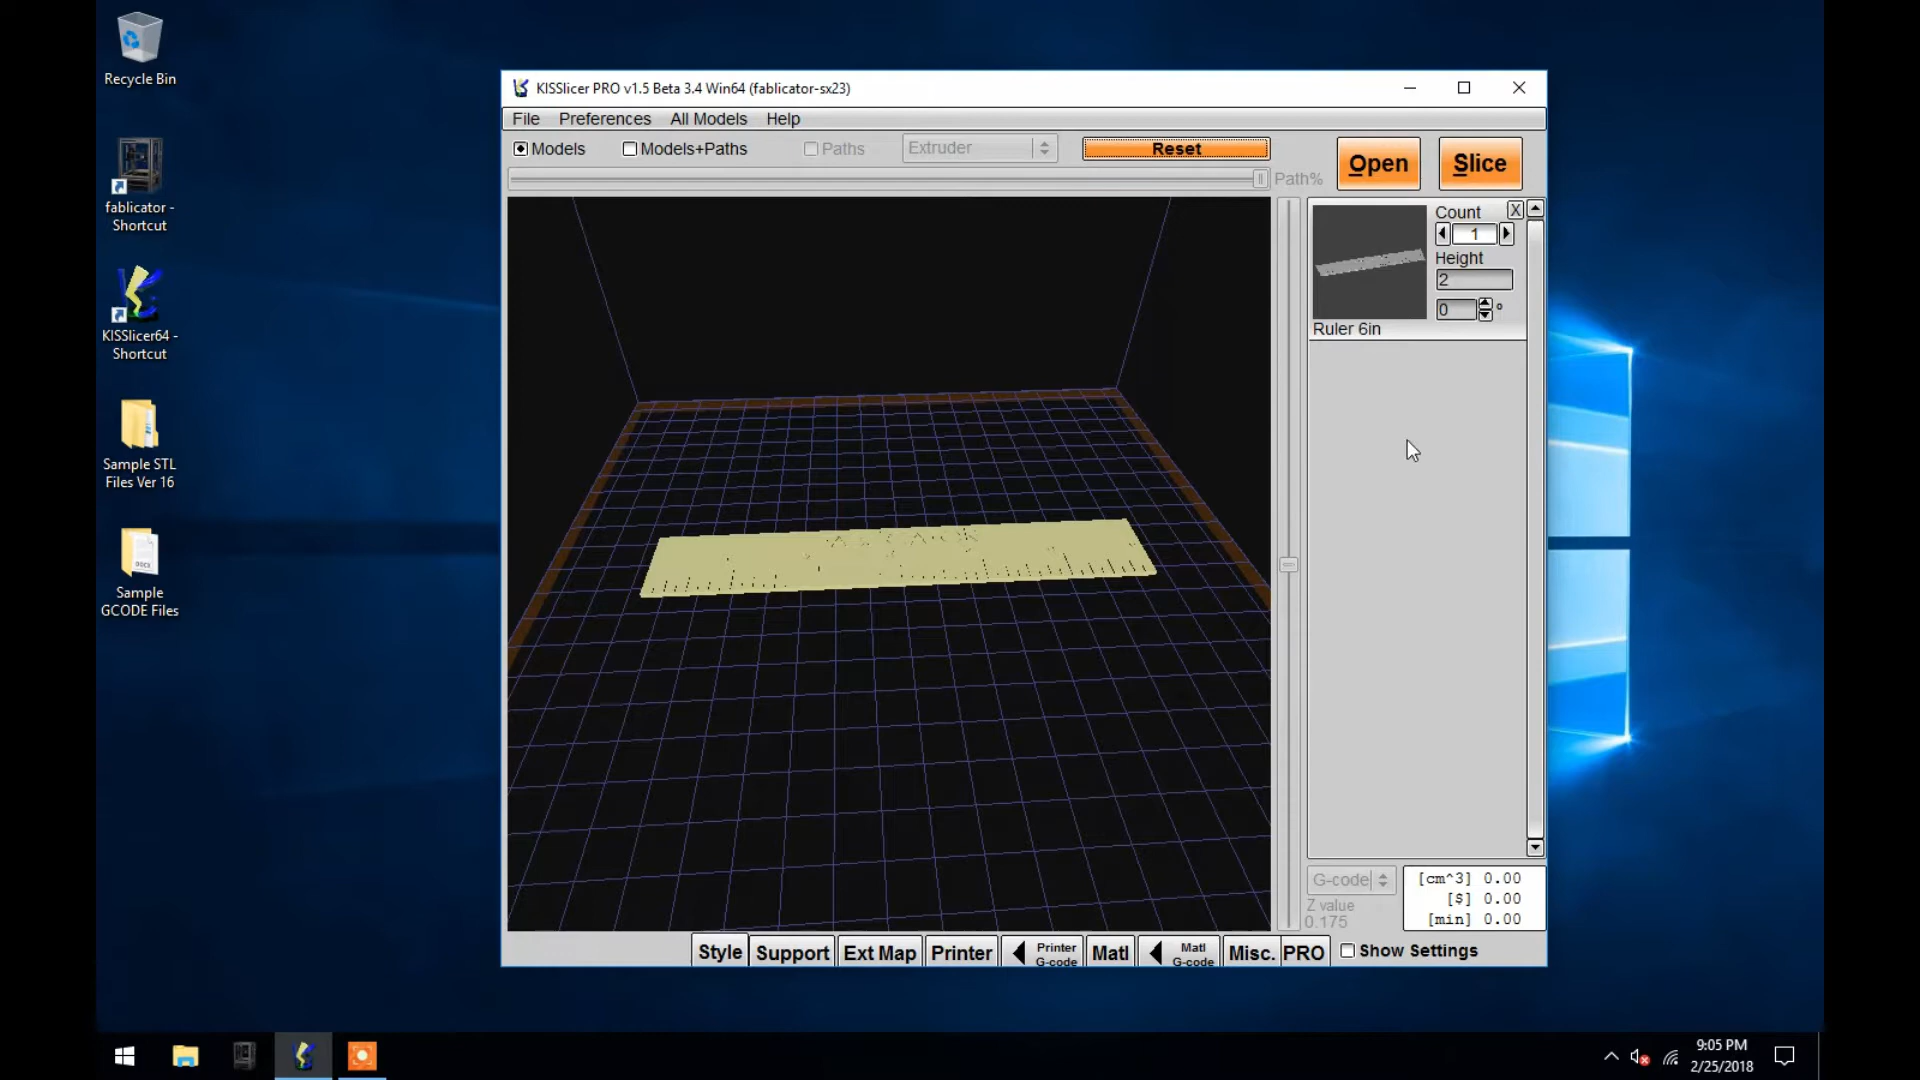 Recycle Bin
fablicator -
Shortcut
KISSlicer64 -
Shortcut
Sample STL
Files Ver 16
Sample
GCODE Files
KISSlicer PRO v1.5 Beta 3.4 Win64 (fablicator-sx23)
File Preferences All Models Help
Models Models+Paths Paths Extruder Reset
Path%
Open Slice
Count X
1
Height
2
0 °
Ruler 6in
G-code
Z value
0.175
[cm^3] 0.00
[$] 0.00
[min] 0.00
Style Support Ext Map Printer Printer G-code Matl Matl G-code Misc. PRO Show Settings
9:05 PM
2/25/2018